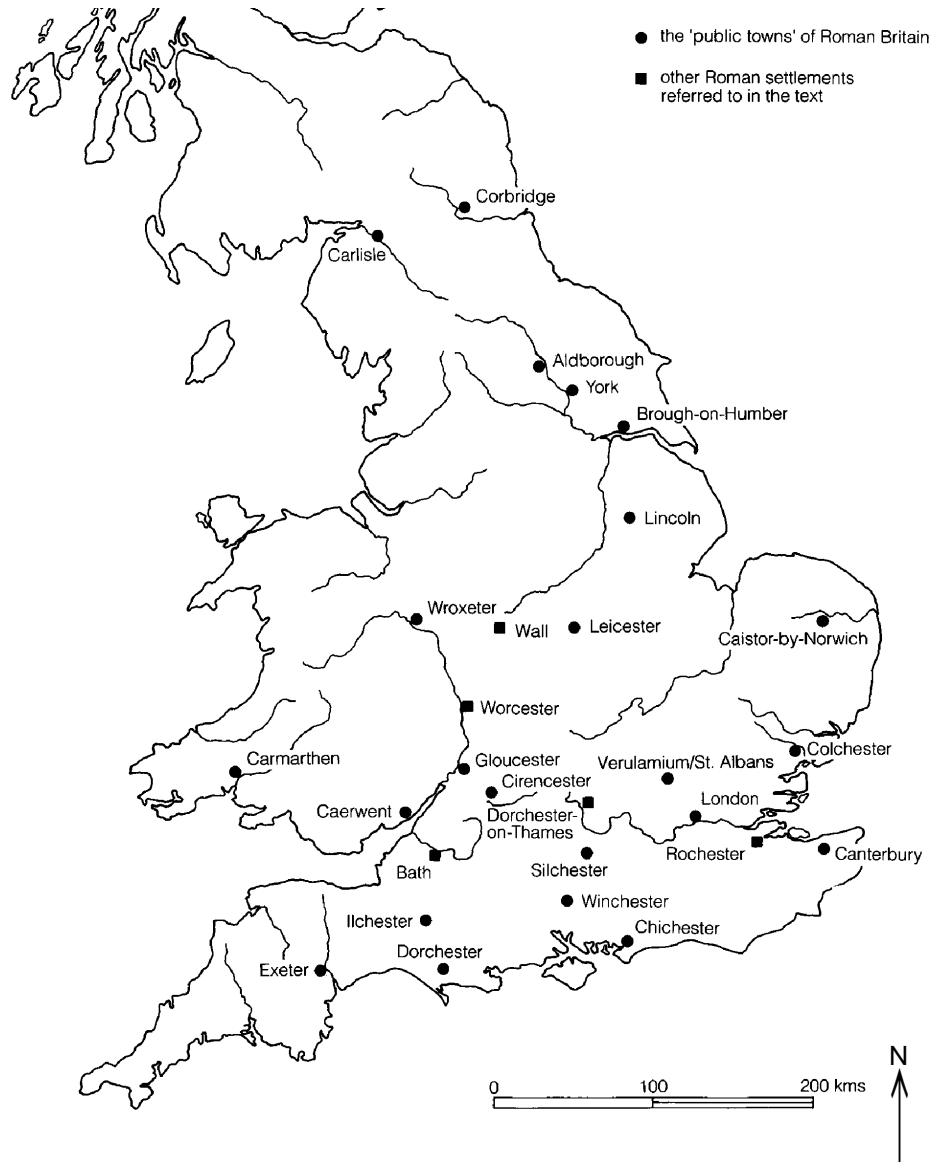 the 'public towns' of Roman Britain
other Roman settlements
referred to in the text
Corbridge
Carlisle
Aldborough
York
Brough-on-Humber
Lincoln
Wroxeter
Wall
Leicester
Caistor-by-Norwich
Worcester
Colchester
Carmarthen
Gloucester
Verulamium/St. Albans
Cirencester
London
Caerwent
Dorchester-
on-Thames
Rochester
Canterbury
Bath
Silchester
Winchester
Ilchester
Chichester
Dorchester
Exeter
N
0
100
200 kms